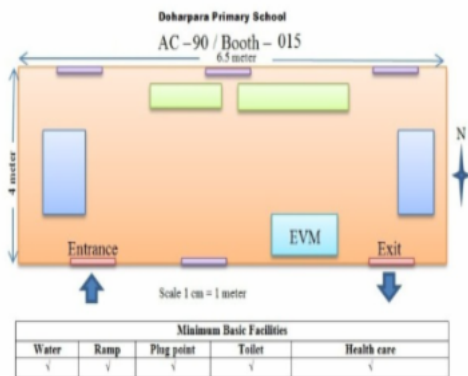 Doharpara Primary School
AC – 90 / Booth – 015
6.5 meter
4 meter
N
EVM
Entrance
Exit
Scale 1 cm = 1 meter
Minimum Basic Facilities
Water Ramp Plug point Toilet Health care
√ √ √ √ √